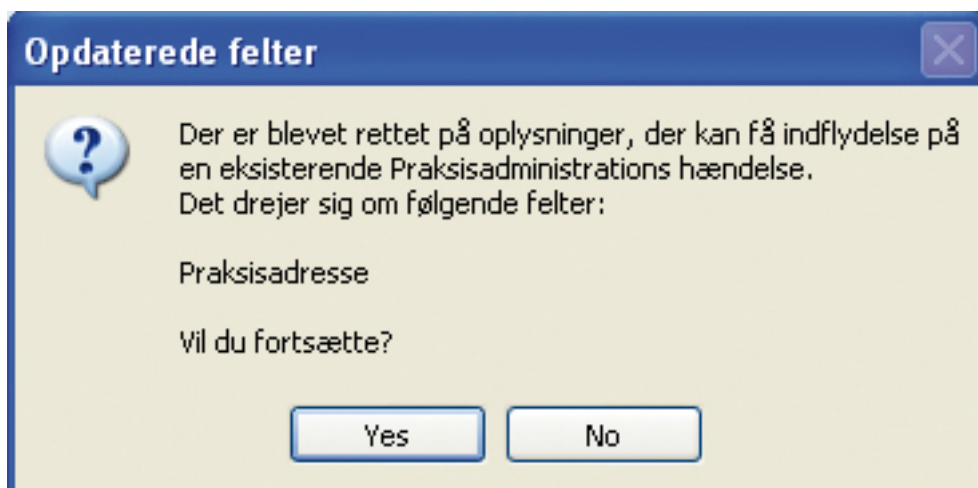 Opdaterede felter
Der er blevet rettet på oplysninger, der kan få indflydelse på
en eksisterende Praksisadministrations hændelse.
Det drejer sig om følgende felter:
Praksisadresse
Vil du fortsætte?
Yes
No